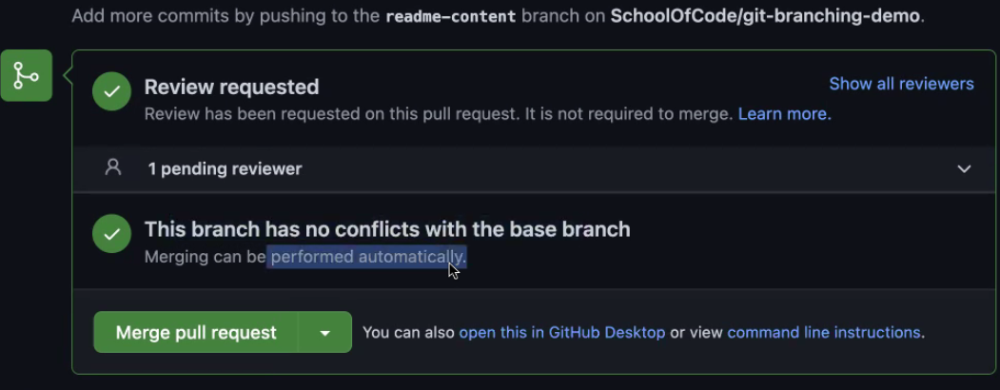 Add more commits by pushing to the readme-content branch on SchoolOfCode/git-branching-demo.
Review requested
Show all reviewers
Review has been requested on this pull request. It is not required to merge. Learn more.
1 pending reviewer
This branch has no conflicts with the base branch
Merging can be performed automatically.
Merge pull request
You can also open this in GitHub Desktop or view command line instructions.